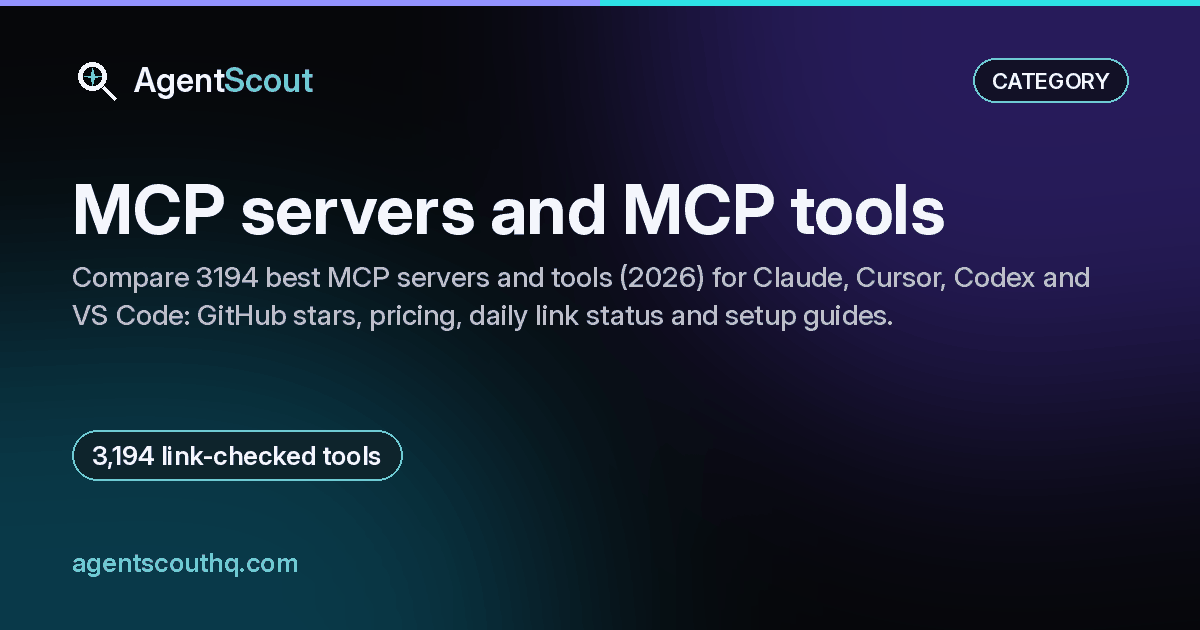 AgentScout
CATEGORY
MCP servers and MCP tools
Compare 3194 best MCP servers and tools (2026) for Claude, Cursor, Codex and
VS Code: GitHub stars, pricing, daily link status and setup guides.
3,194 link-checked tools
agentscouthq.com